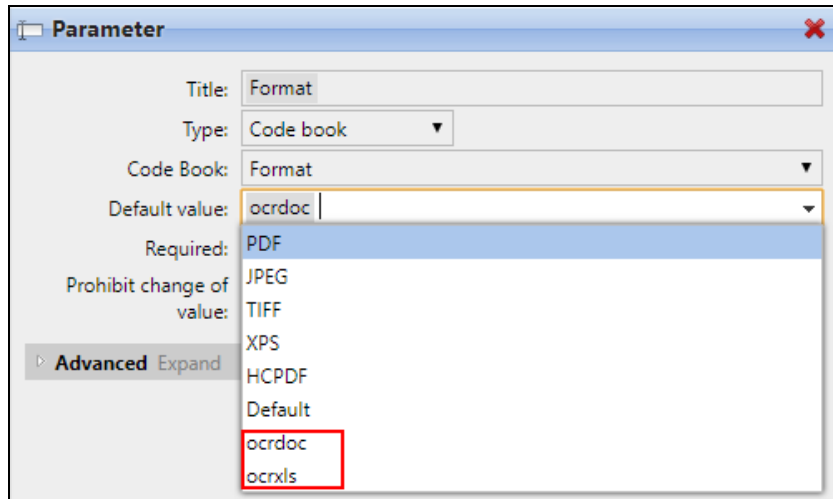 Parameter
Title: Format
Type: Code book
Code Book: Format
Default value: ocrdoc
Required: PDF
JPEG
Prohibit change of
value: TIFF
XPS
Advanced Expand
HCPDF
Default
ocrdoc
ocrxls